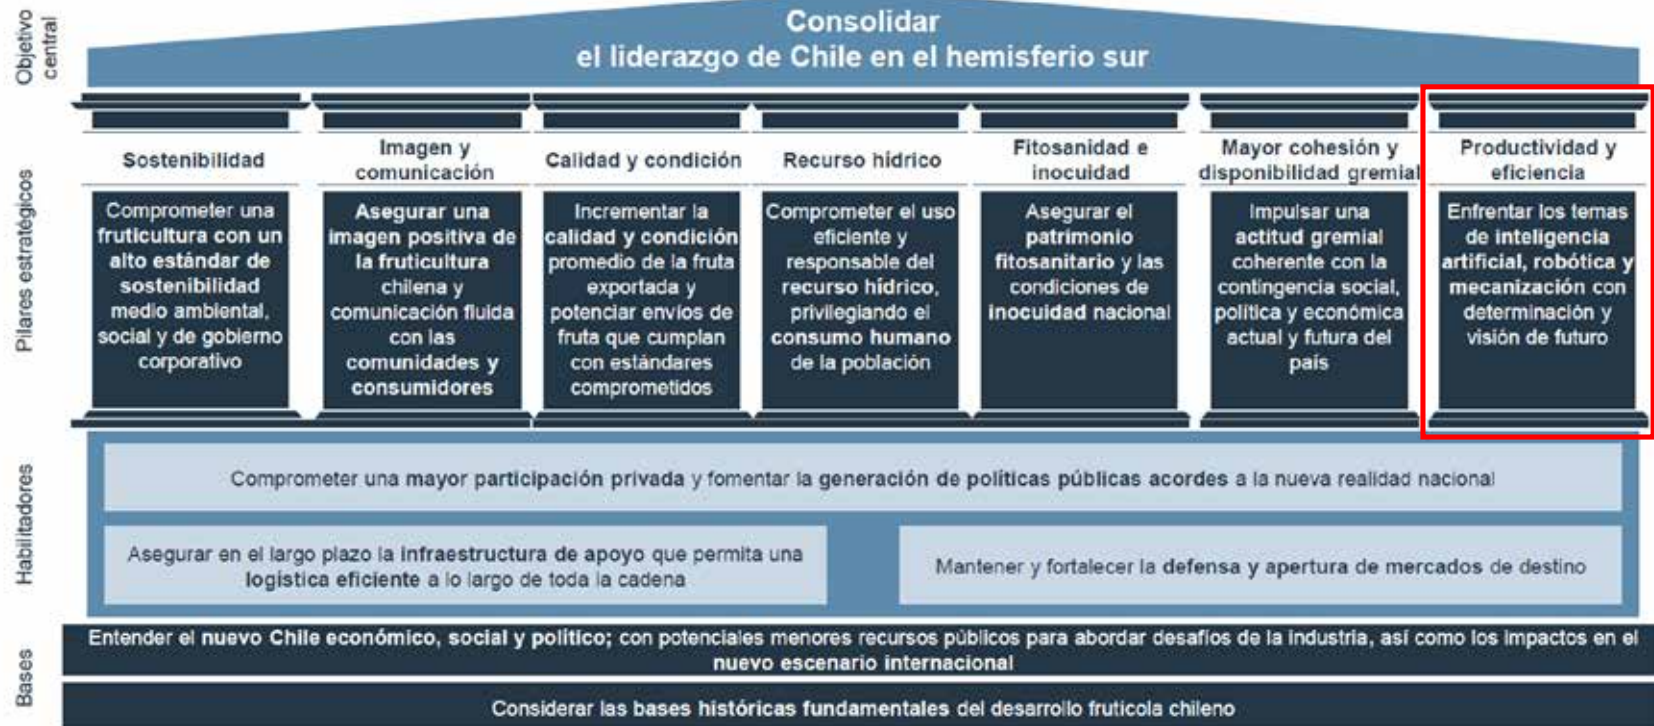 Objetivo
central
Consolidar
el liderazgo de Chile en el hemisferio sur
Pilares estratégicos
Sostenibilidad
Comprometer una
fruticultura con un
alto estándar de
sostenibilidad
medio ambiental,
social y de gobierno
corporativo
Imagen y
comunicación
Asegurar una
imagen positiva de
la fruticultura
chilena y
comunicación fluida
con las
comunidades y
consumidores
Calidad y condición
Incrementar la
calidad y condición
promedio de la fruta
exportada y
potenciar envíos de
fruta que cumplan
con estándares
comprometidos
Recurso hídrico
Comprometer el uso
eficiente y
responsable del
recurso hídrico,
privilegiando el
consumo humano
de la población
Fitosanidad e
inocuidad
Asegurar el
patrimonio
fitosanitario y las
condiciones de
inocuidad nacional
Mayor cohesión y
disponibilidad gremial
Impulsar una
actitud gremial
coherente con la
contingencia social,
política y económica
actual y futura del
país
Productividad y
eficiencia
Enfrentar los temas
de inteligencia
artificial, robótica y
mecanización con
determinación y
visión de futuro
Habilitadores
Comprometer una mayor participación privada y fomentar la generación de políticas públicas acordes a la nueva realidad nacional
Asegurar en el largo plazo la infraestructura de apoyo que permita una
logística eficiente a lo largo de toda la cadena
Mantener y fortalecer la defensa y apertura de mercados de destino
Bases
Entender el nuevo Chile económico, social y político; con potenciales menores recursos públicos para abordar desafíos de la industria, así como los impactos en el
nuevo escenario internacional
Considerar las bases históricas fundamentales del desarrollo frutícola chileno